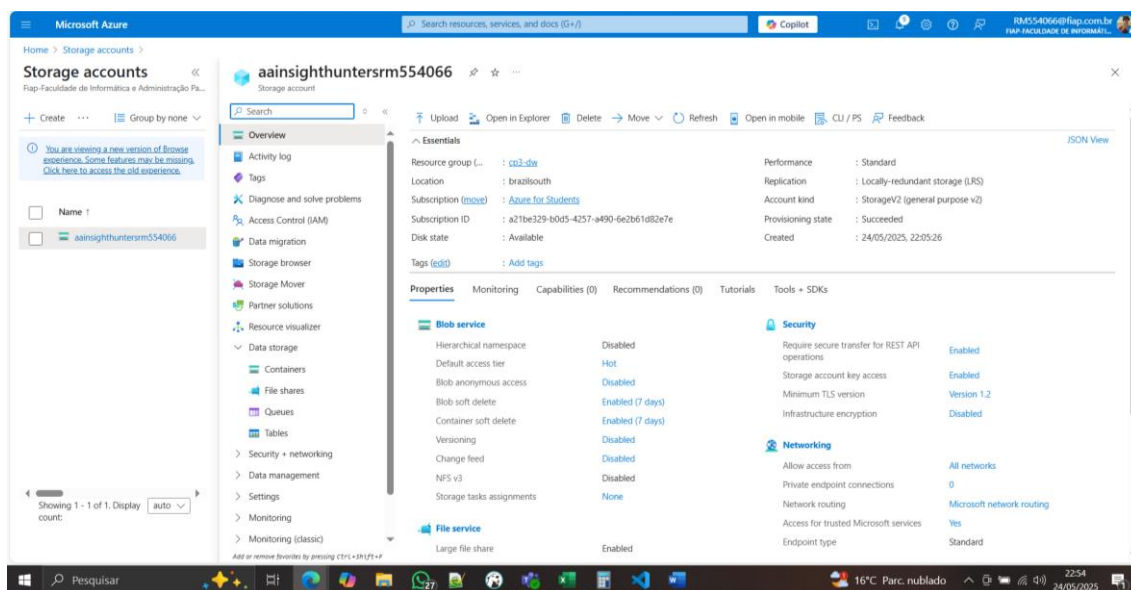 Microsoft Azure
Search resources, services, and docs (G+/)
Copilot
RM554066@fiap.com.br
FIAP-FACULDADE DE INFORMÁTI...
Home > Storage accounts >
Storage accounts
Fiap-Faculdade de Informática e Administração Pa...
+ Create ... Group by none
You are viewing a new version of Browse
experience. Some features may be missing.
Click here to access the old experience.
Name ↑
aainsighthuntersrm554066
Showing 1 - 1 of 1. Display auto
count:
aainsighthuntersrm554066
Storage account
Search
Overview
Activity log
Tags
Diagnose and solve problems
Access Control (IAM)
Data migration
Storage browser
Storage Mover
Partner solutions
Resource visualizer
Data storage
Containers
File shares
Queues
Tables
Security + networking
Data management
Settings
Monitoring
Monitoring (classic)
Add or remove favorites by pressing Ctrl+Shift+F
Upload Open in Explorer Delete Move Refresh Open in mobile CLI / PS Feedback
Essentials
JSON View
Resource group (... : cp3-dw
Location : brazilsouth
Subscription (move) : Azure for Students
Subscription ID : a21be329-b0d5-4257-a490-6e2b61d82e7e
Disk state : Available
Performance : Standard
Replication : Locally-redundant storage (LRS)
Account kind : StorageV2 (general purpose v2)
Provisioning state : Succeeded
Created : 24/05/2025, 22:05:26
Tags (edit) : Add tags
Properties Monitoring Capabilities (0) Recommendations (0) Tutorials Tools + SDKs
Blob service
Hierarchical namespace Disabled
Default access tier Hot
Blob anonymous access Disabled
Blob soft delete Enabled (7 days)
Container soft delete Enabled (7 days)
Versioning Disabled
Change feed Disabled
NFS v3 Disabled
Storage tasks assignments None
File service
Large file share Enabled
Security
Require secure transfer for REST API
operations Enabled
Storage account key access Enabled
Minimum TLS version Version 1.2
Infrastructure encryption Disabled
Networking
Allow access from All networks
Private endpoint connections 0
Network routing Microsoft network routing
Access for trusted Microsoft services Yes
Endpoint type Standard
Pesquisar
27
16°C Parc. nublado
22:54
24/05/2025